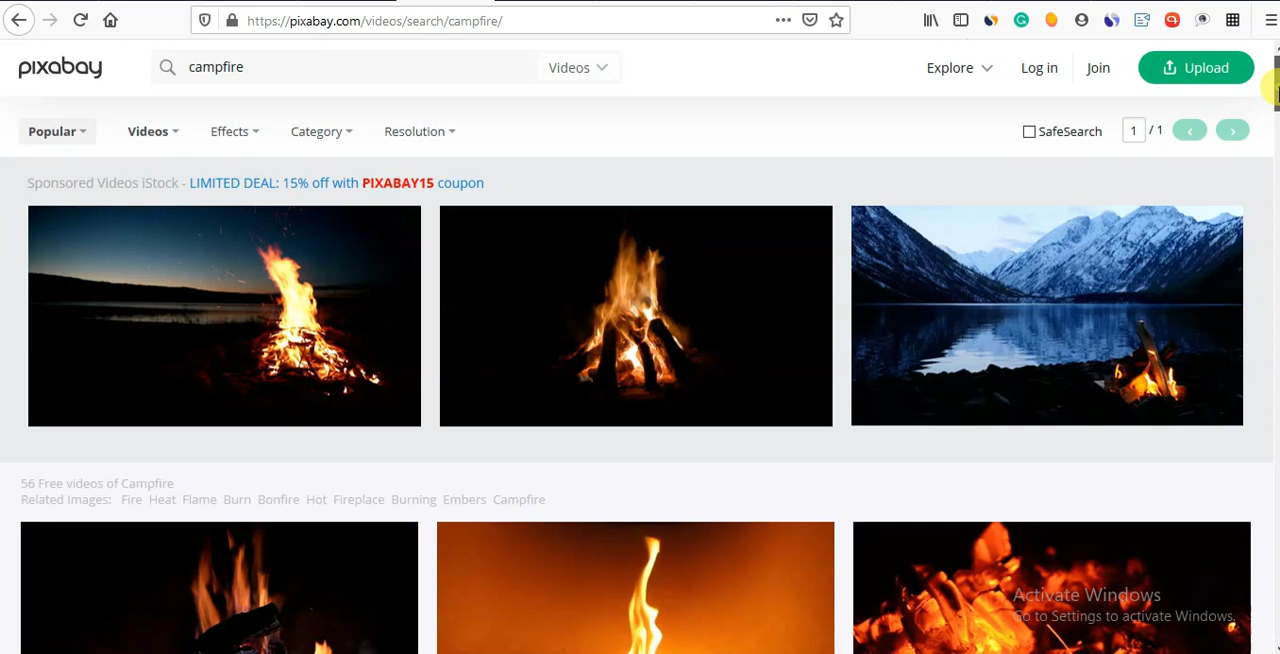 https://pixabay.com/videos/search/campfire/
pixabay
campfire
Videos
Explore
Log in
Join
Upload
Popular
Videos
Effects
Category
Resolution
SafeSearch
1 / 1
Sponsored Videos iStock - LIMITED DEAL: 15% off with PIXABAY15 coupon
56 Free videos of Campfire
Related Images: Fire Heat Flame Burn Bonfire Hot Fireplace Burning Embers Campfire
Activate Windows
Go to Settings to activate Windows.